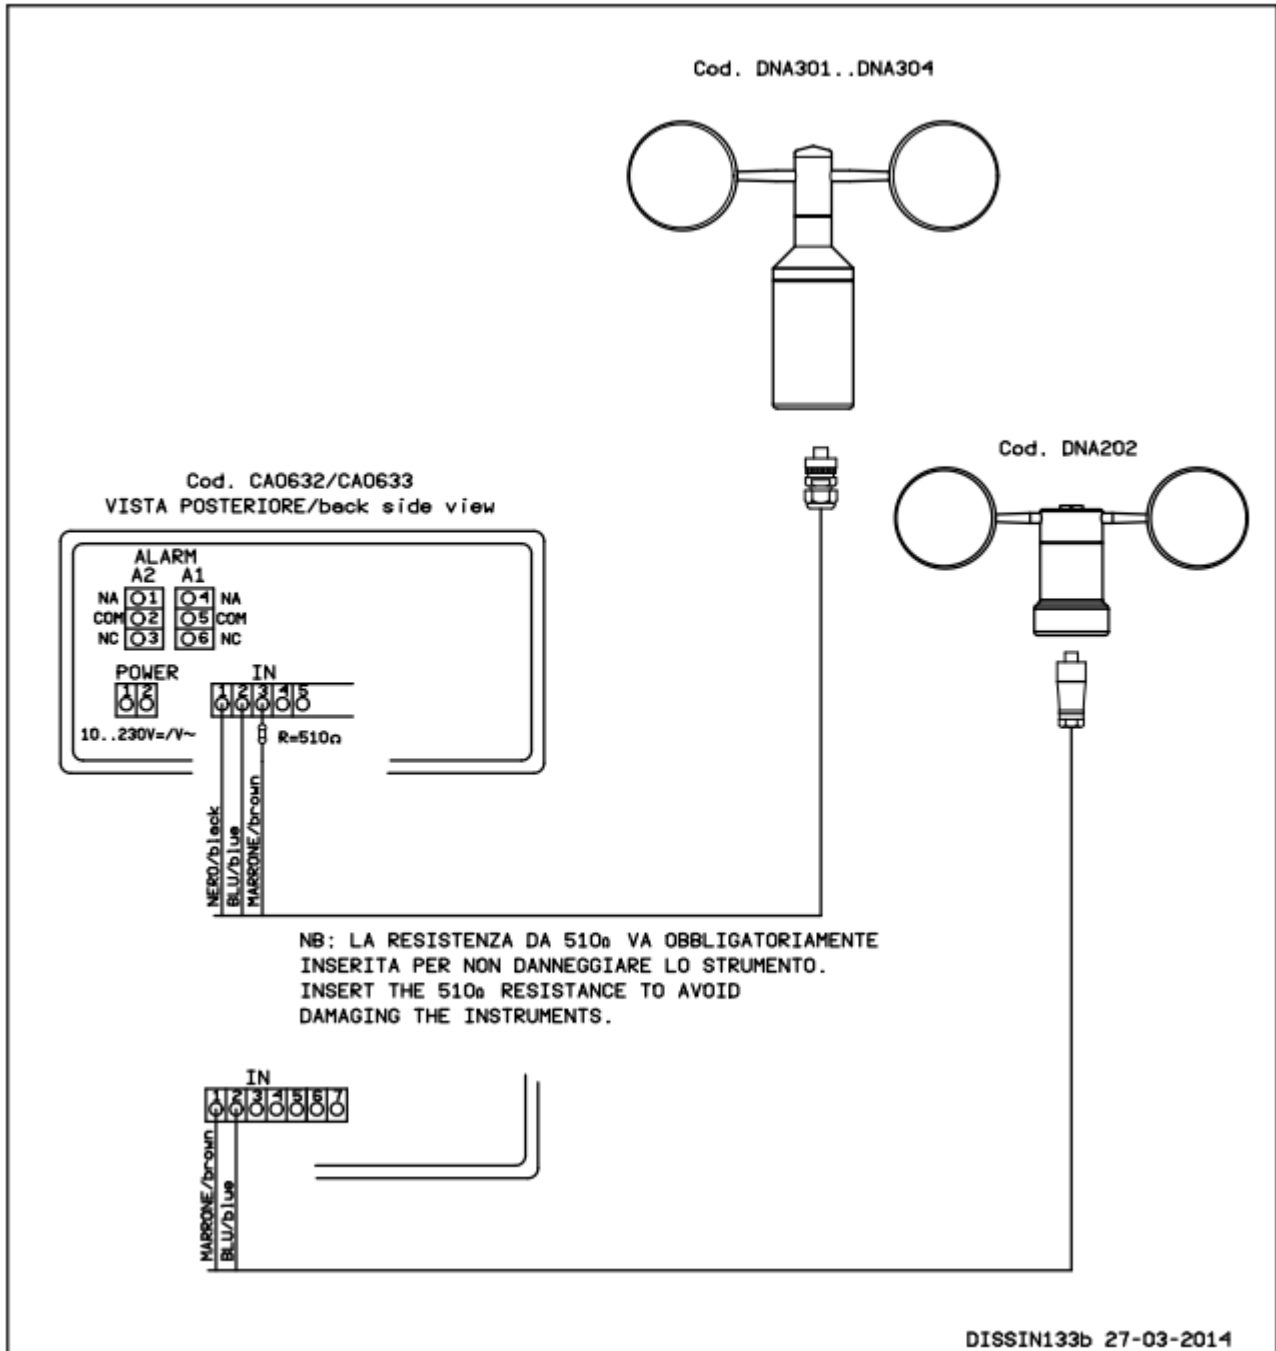 Cod. DNA301..DNA304
Cod. DNA202
Cod. CAO632/CAO633
VISTA POSTERIORE/back side view
ALARM
A2 A1
NA 1 4 NA
COM 2 5 COM
NC 3 6 NC
POWER
1 2
10..230V=/V~
IN
1 2 3 4 5
R=510Ω
NERO/black
BLU/blue
MARRONE/brown
NB: LA RESISTENZA DA 510Ω VA OBBLIGATORIAMENTE
INSERITA PER NON DANNEGGIARE LO STRUMENTO.
INSERT THE 510Ω RESISTANCE TO AVOID
DAMAGING THE INSTRUMENTS.
IN
1 2 3 4 5 6 7
MARRONE/brown
BLU/blue
DISSIN133b 27-03-2014